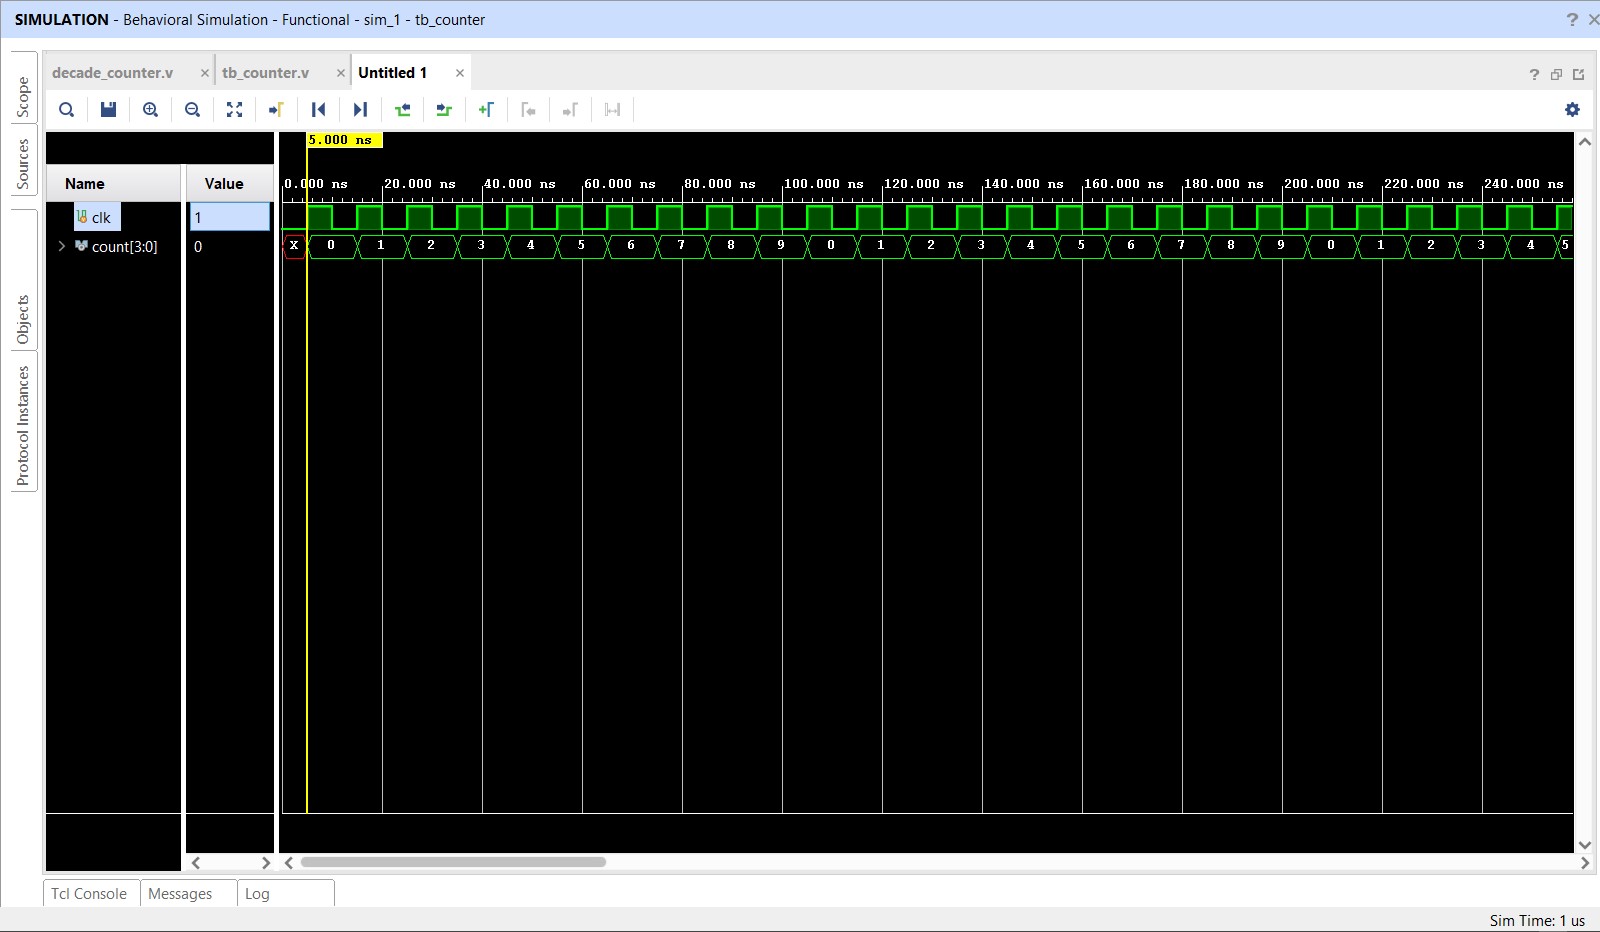 SIMULATION - Behavioral Simulation - Functional - sim_1 - tb_counter
?
Scope
Sources
Objects
Protocol Instances
decade_counter.v
tb_counter.v
Untitled 1
?
5.000 ns
Name
Value
0.000 ns 20.000 ns 40.000 ns 60.000 ns 80.000 ns 100.000 ns 120.000 ns 140.000 ns 160.000 ns 180.000 ns 200.000 ns 220.000 ns 240.000 ns
clk 1
count[3:0] 0 X 0 1 2 3 4 5 6 7 8 9 0 1 2 3 4 5 6 7 8 9 0 1 2 3 4 5
Tcl Console Messages Log
Sim Time: 1 us